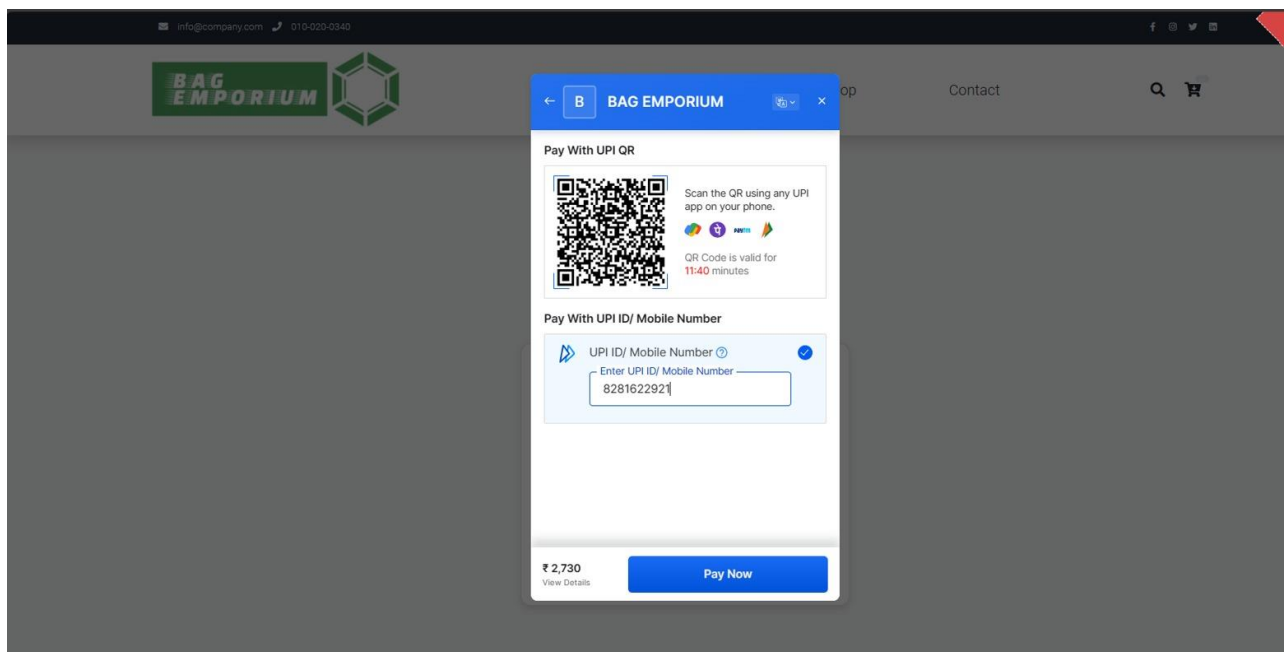 info@company.com 010-020-0340
BAG
EMPORIUM
op Contact
B BAG EMPORIUM
Pay With UPI QR
Scan the QR using any UPI
app on your phone.
QR Code is valid for
11:40 minutes
Pay With UPI ID/ Mobile Number
UPI ID/ Mobile Number
Enter UPI ID/ Mobile Number
8281622921
₹ 2,730
View Details
Pay Now